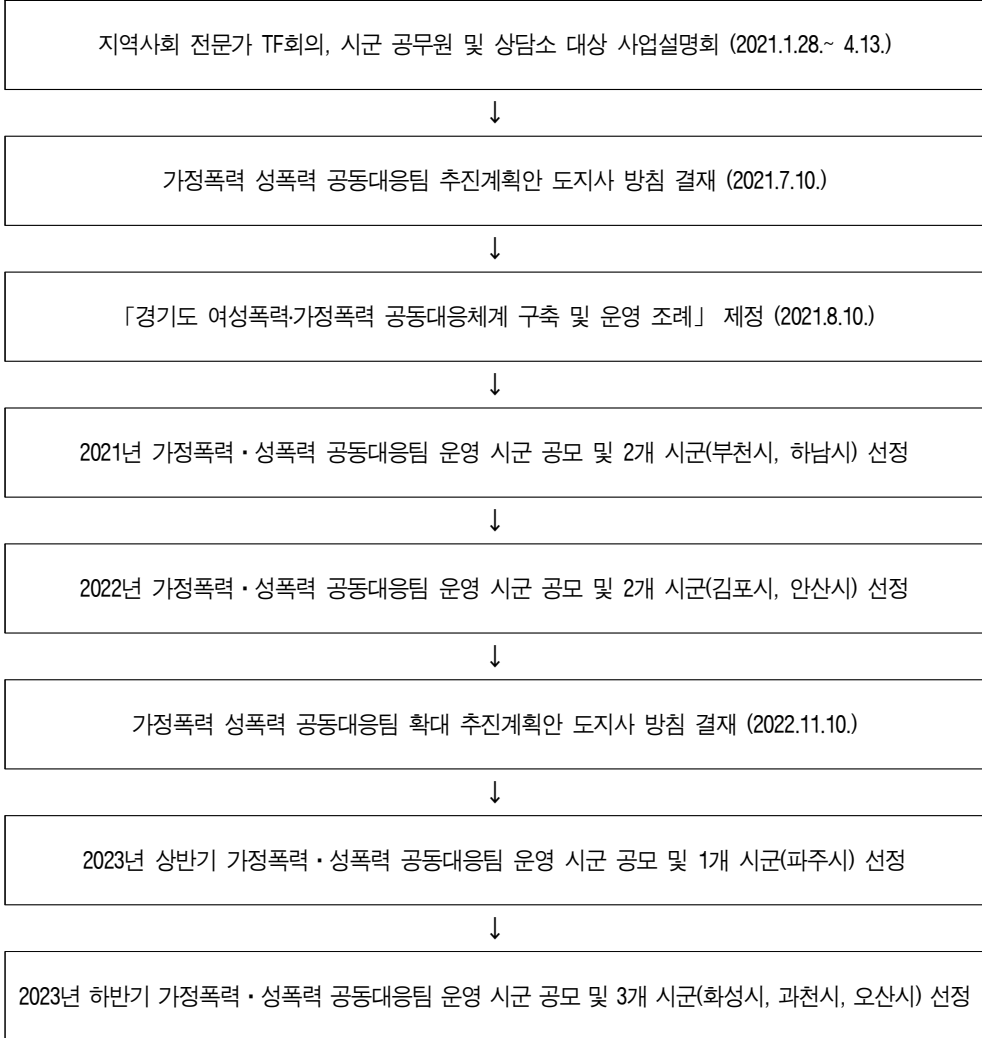 지역사회 전문가 TF회의, 시군 공무원 및 상담소 대상 사업설명회 (2021.1.28.~ 4.13.)
↓
가정폭력 성폭력 공동대응팀 추진계획안 도지사 방침 결재 (2021.7.10.)
↓
「경기도 여성폭력·가정폭력 공동대응체계 구축 및 운영 조례」 제정 (2021.8.10.)
↓
2021년 가정폭력・성폭력 공동대응팀 운영 시군 공모 및 2개 시군(부천시, 하남시) 선정
↓
2022년 가정폭력・성폭력 공동대응팀 운영 시군 공모 및 2개 시군(김포시, 안산시) 선정
↓
가정폭력 성폭력 공동대응팀 확대 추진계획안 도지사 방침 결재 (2022.11.10.)
↓
2023년 상반기 가정폭력・성폭력 공동대응팀 운영 시군 공모 및 1개 시군(파주시) 선정
↓
2023년 하반기 가정폭력・성폭력 공동대응팀 운영 시군 공모 및 3개 시군(화성시, 과천시, 오산시) 선정